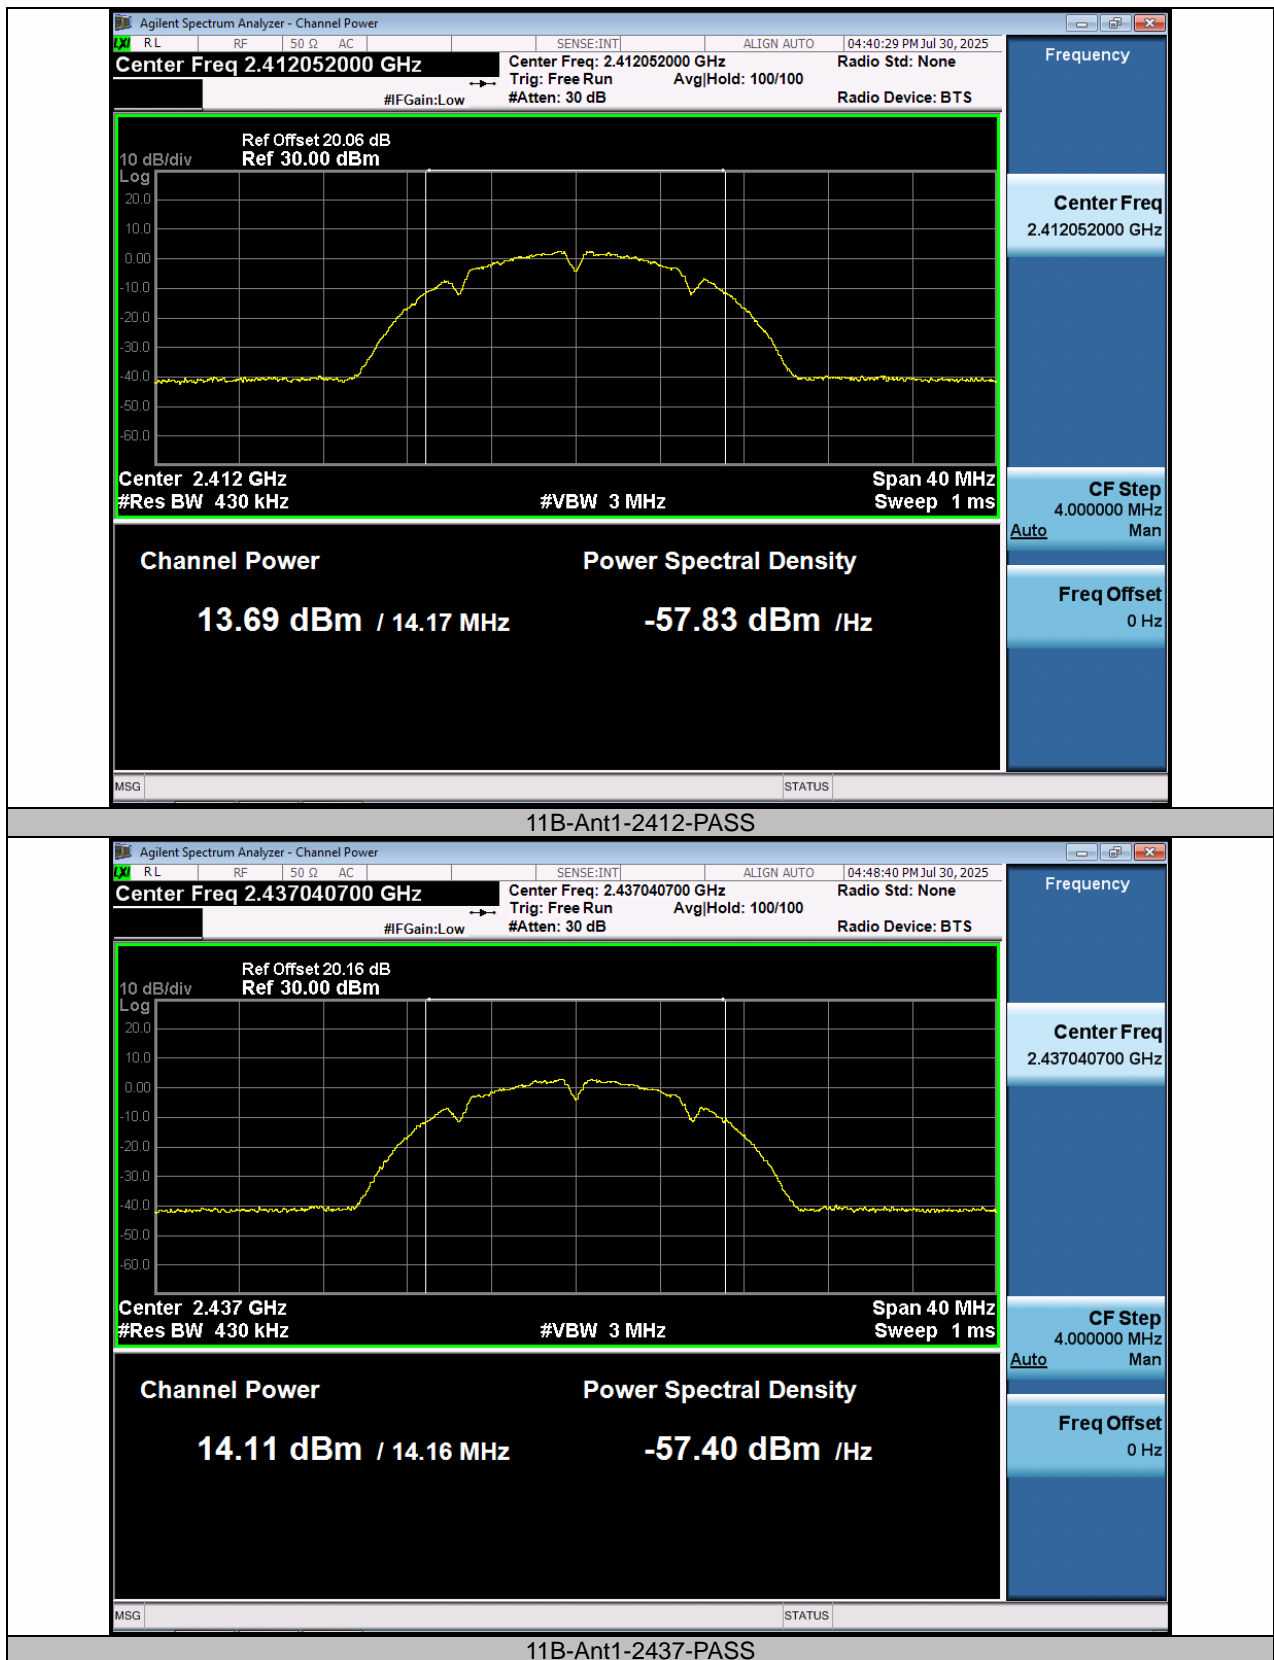 Agilent Spectrum Analyzer - Channel Power
LXI RL RF 50 Ω AC SENSE:INT ALIGN AUTO 04:40:29 PM Jul 30, 2025
Center Freq 2.412052000 GHz
Center Freq: 2.412052000 GHz
Radio Std: None
Trig: Free Run Avg|Hold: 100/100
#IFGain:Low #Atten: 30 dB Radio Device: BTS
Ref Offset 20.06 dB
10 dB/div Ref 30.00 dBm
Log
20.0
10.0
0.00
-10.0
-20.0
-30.0
-40.0
-50.0
-60.0
Center 2.412 GHz Span 40 MHz
#Res BW 430 kHz #VBW 3 MHz Sweep 1 ms
Channel Power Power Spectral Density
13.69 dBm / 14.17 MHz -57.83 dBm /Hz
MSG STATUS
Frequency
Center Freq
2.412052000 GHz
CF Step
4.000000 MHz
Auto Man
Freq Offset
0 Hz
11B-Ant1-2412-PASS
Agilent Spectrum Analyzer - Channel Power
LXI RL RF 50 Ω AC SENSE:INT ALIGN AUTO 04:48:40 PM Jul 30, 2025
Center Freq 2.437040700 GHz
Center Freq: 2.437040700 GHz
Radio Std: None
Trig: Free Run Avg|Hold: 100/100
#IFGain:Low #Atten: 30 dB Radio Device: BTS
Ref Offset 20.16 dB
10 dB/div Ref 30.00 dBm
Log
20.0
10.0
0.00
-10.0
-20.0
-30.0
-40.0
-50.0
-60.0
Center 2.437 GHz Span 40 MHz
#Res BW 430 kHz #VBW 3 MHz Sweep 1 ms
Channel Power Power Spectral Density
14.11 dBm / 14.16 MHz -57.40 dBm /Hz
MSG STATUS
Frequency
Center Freq
2.437040700 GHz
CF Step
4.000000 MHz
Auto Man
Freq Offset
0 Hz
11B-Ant1-2437-PASS